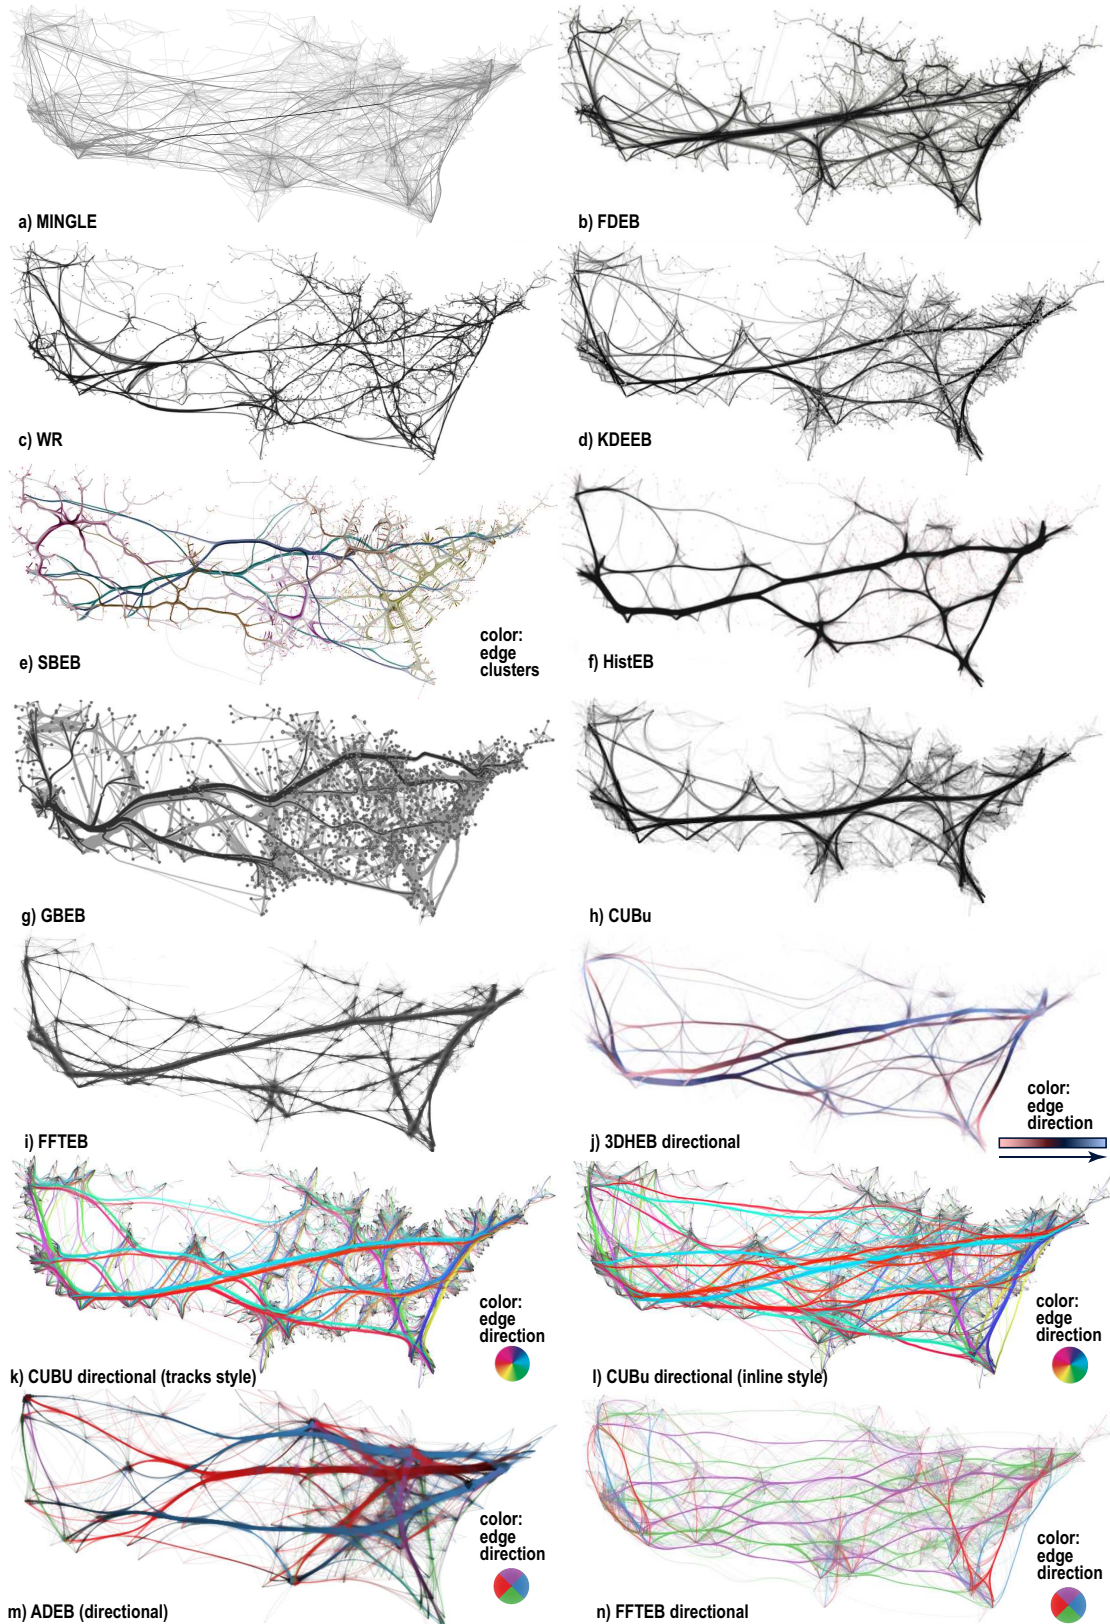 a) MINGLE
b) FDEB
c) WR
d) KDEEB
color:
edge
clusters
e) SBEB
f) HistEB
g) GBEB
h) CUBu
i) FFTEB
j) 3DHEB directional
color:
edge
direction
color:
edge
direction
k) CUBU directional (tracks style)
color:
edge
direction
l) CUBu directional (inline style)
color:
edge
direction
m) ADEB (directional)
color:
edge
direction
n) FFTEB directional